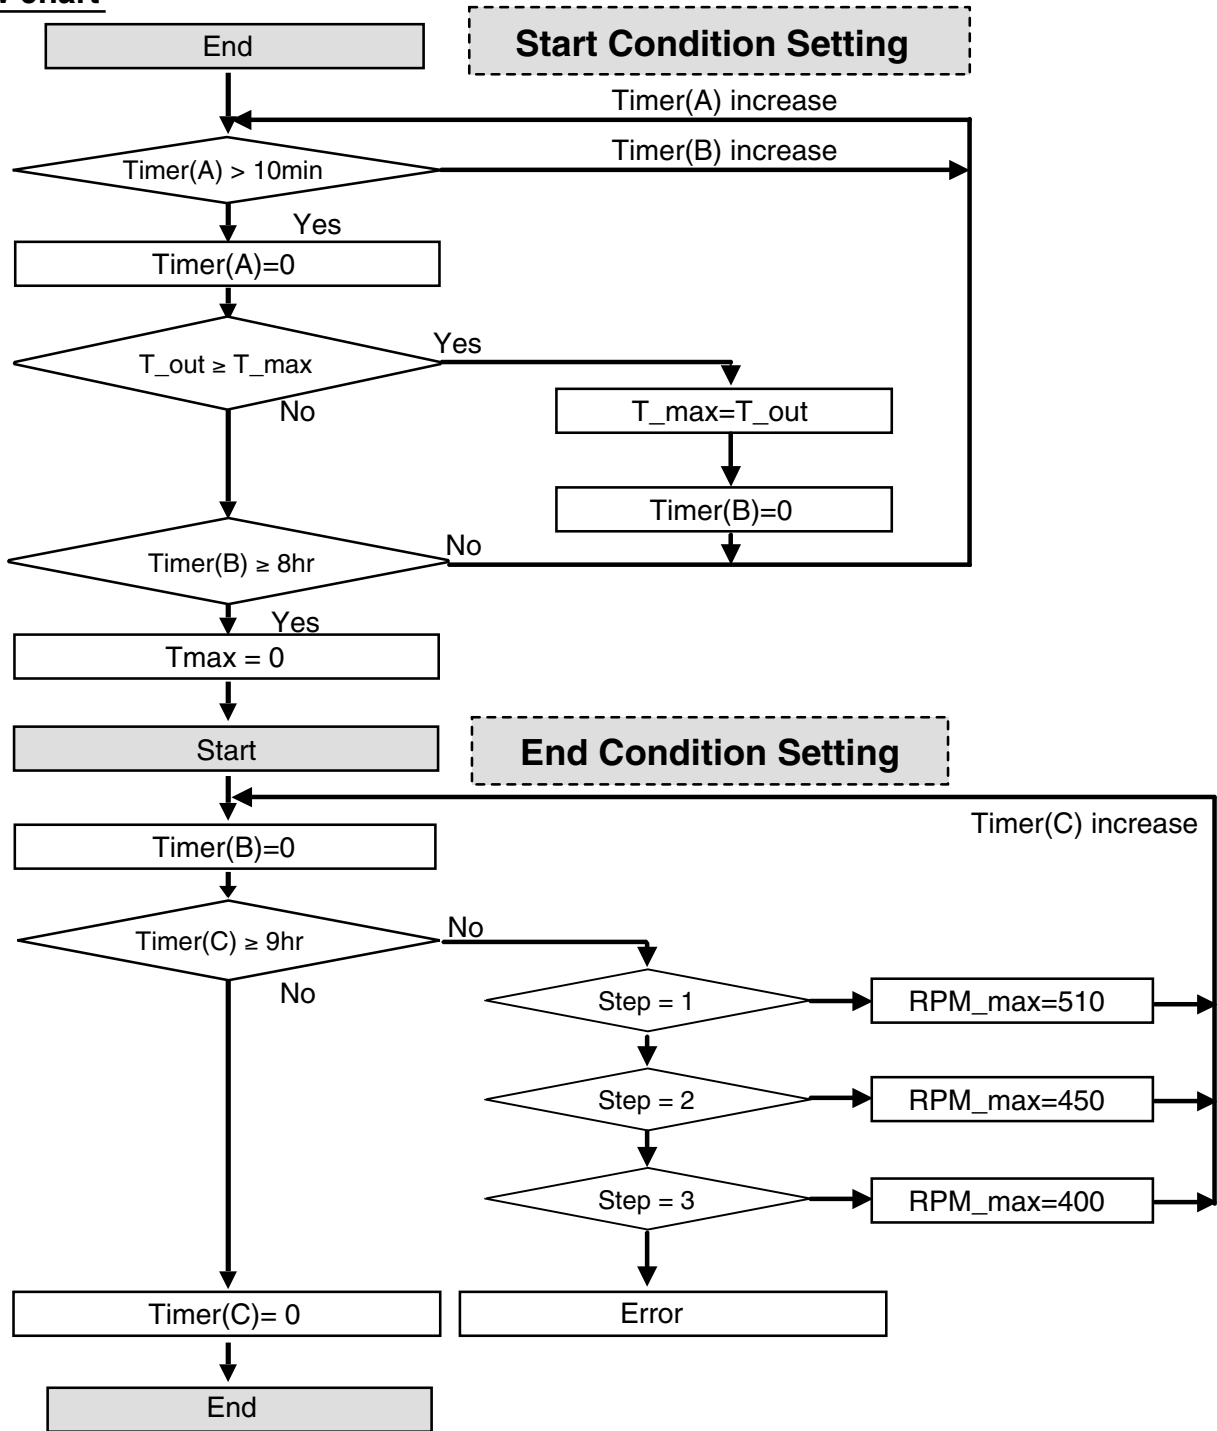 chart
End
Start Condition Setting
Timer(A) increase
Timer(A) > 10min
Timer(B) increase
Yes
Timer(A)=0
T_out ≥ T_max
Yes
No
T_max=T_out
Timer(B)=0
Timer(B) ≥ 8hr
No
Yes
Tmax = 0
Start
End Condition Setting
Timer(C) increase
Timer(B)=0
Timer(C) ≥ 9hr
No
No
Step = 1
RPM_max=510
Step = 2
RPM_max=450
Step = 3
RPM_max=400
Timer(C)= 0
Error
End